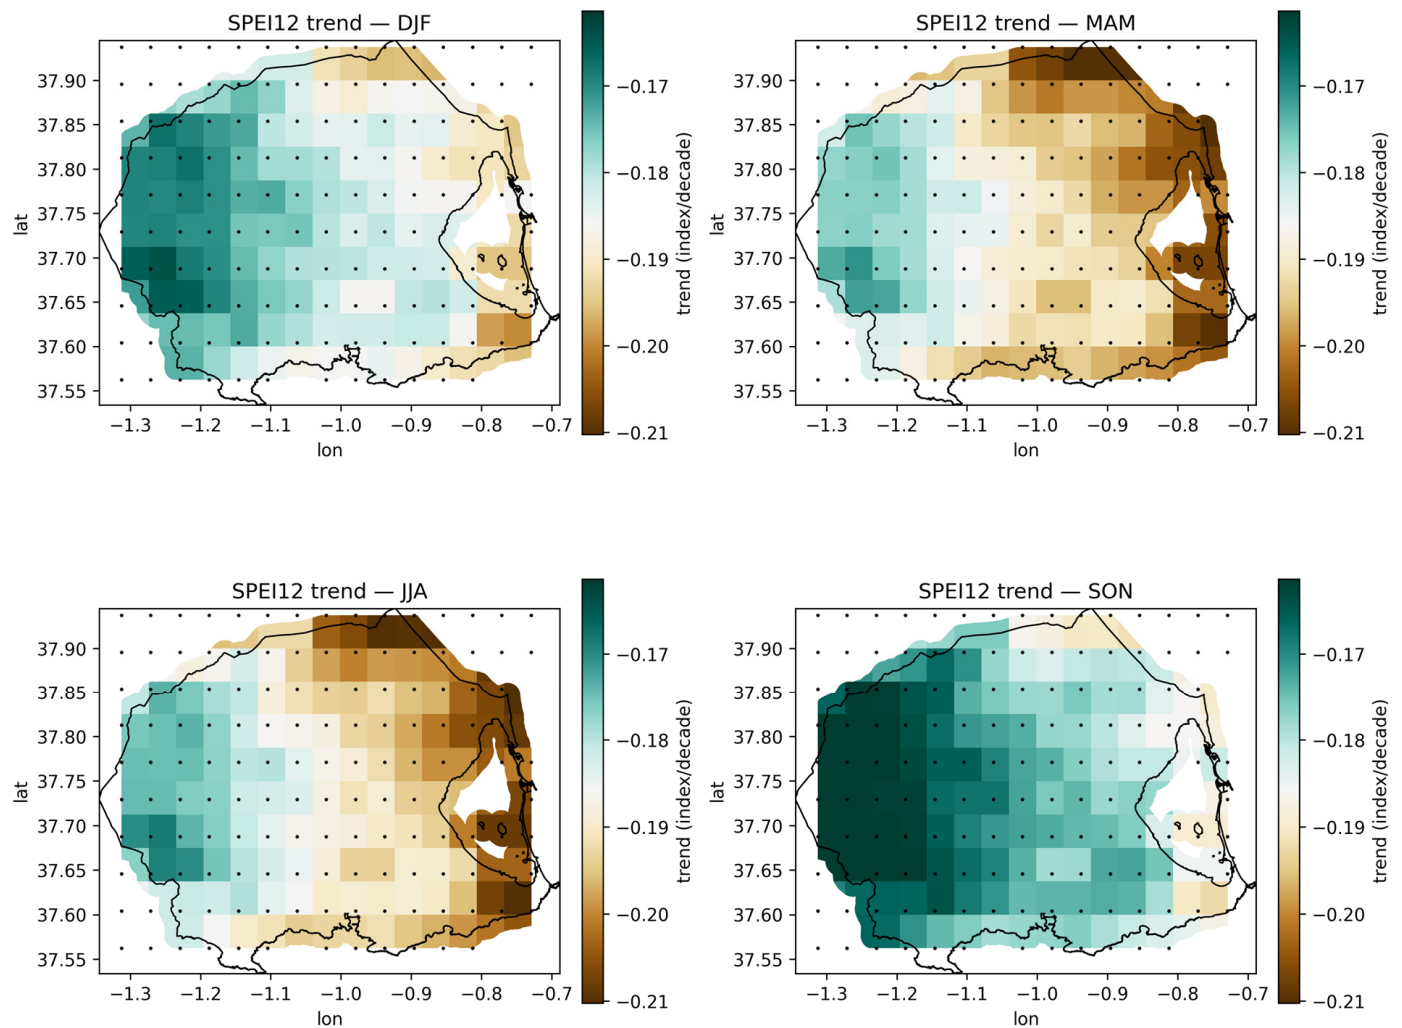 SPEI12 trend — DJF
37.90
37.85
37.80
37.75
37.70
37.65
37.60
37.55
lat
−1.3 −1.2 −1.1 −1.0 −0.9 −0.8 −0.7
lon
−0.17
−0.18
−0.19
−0.20
−0.21
trend (index/decade)
SPEI12 trend — MAM
37.90
37.85
37.80
37.75
37.70
37.65
37.60
37.55
lat
−1.3 −1.2 −1.1 −1.0 −0.9 −0.8 −0.7
lon
−0.17
−0.18
−0.19
−0.20
−0.21
trend (index/decade)
SPEI12 trend — JJA
37.90
37.85
37.80
37.75
37.70
37.65
37.60
37.55
lat
−1.3 −1.2 −1.1 −1.0 −0.9 −0.8 −0.7
lon
−0.17
−0.18
−0.19
−0.20
−0.21
trend (index/decade)
SPEI12 trend — SON
37.90
37.85
37.80
37.75
37.70
37.65
37.60
37.55
lat
−1.3 −1.2 −1.1 −1.0 −0.9 −0.8 −0.7
lon
−0.17
−0.18
−0.19
−0.20
−0.21
trend (index/decade)